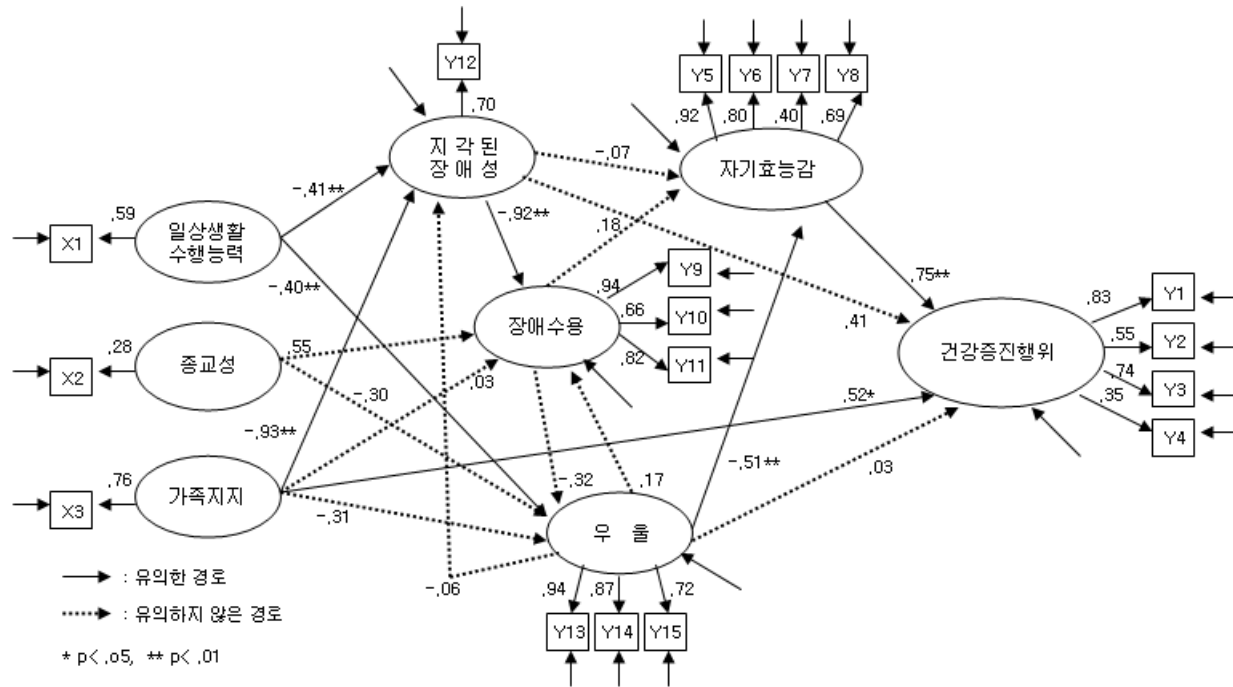 Y12
Y5
Y6
Y7
Y8
,70
,92
,80
,40
,69
지 각 된
장 애 성
-,07
자기효능감
-,41**
,59
일상생활
수행능력
X1
-,92**
,18
-,40**
,94
Y9
,75**
,66
Y10
,41
,83
Y1
,28
종교성
,55
장애수용
,82
Y11
건강증진행위
,55
Y2
X2
,03
,74
Y3
-,30
,52*
,35
Y4
-,93**
,76
가족지지
X3
-,32
,17
-,51**
,03
-,31
우 울
: 유의한 경로
-,06
,94
,87
,72
: 유의하지 않은 경로
Y13
Y14
Y15
* p< ,o5, ** p< ,01